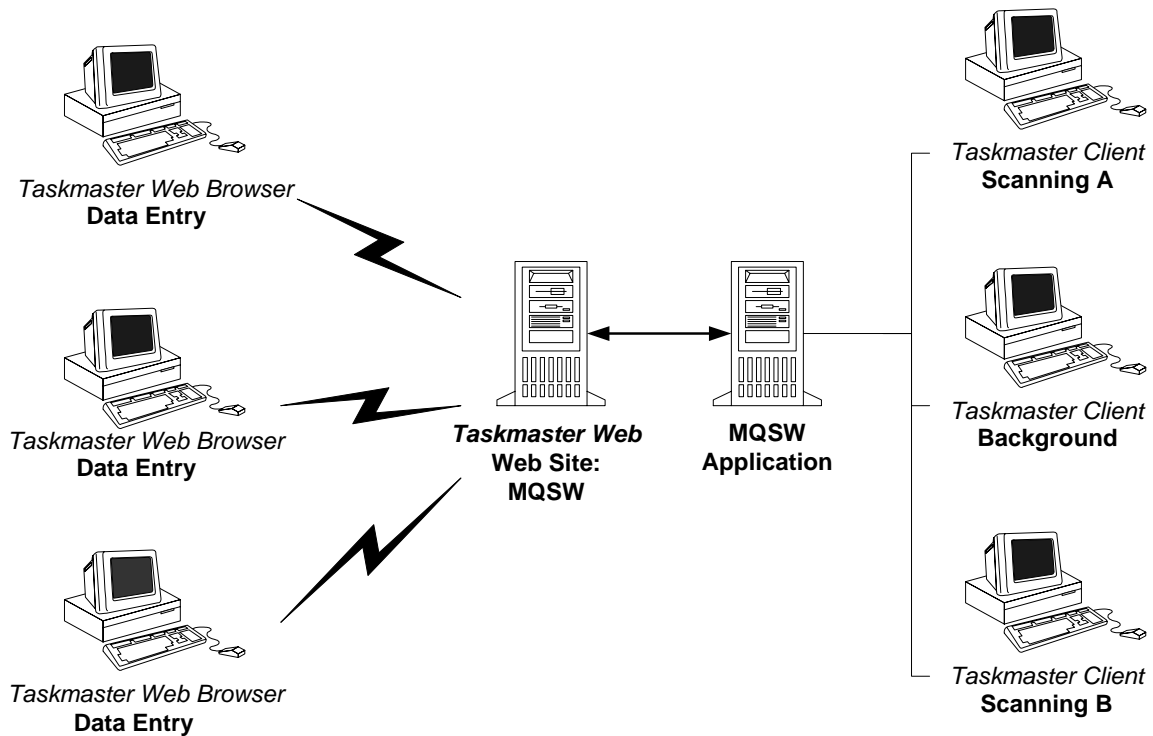 Taskmaster Web Browser
Data Entry
Taskmaster Web Browser
Data Entry
Taskmaster Web Browser
Data Entry
Taskmaster Web
Web Site:
MQSW
MQSW
Application
Taskmaster Client
Scanning A
Taskmaster Client
Background
Taskmaster Client
Scanning B